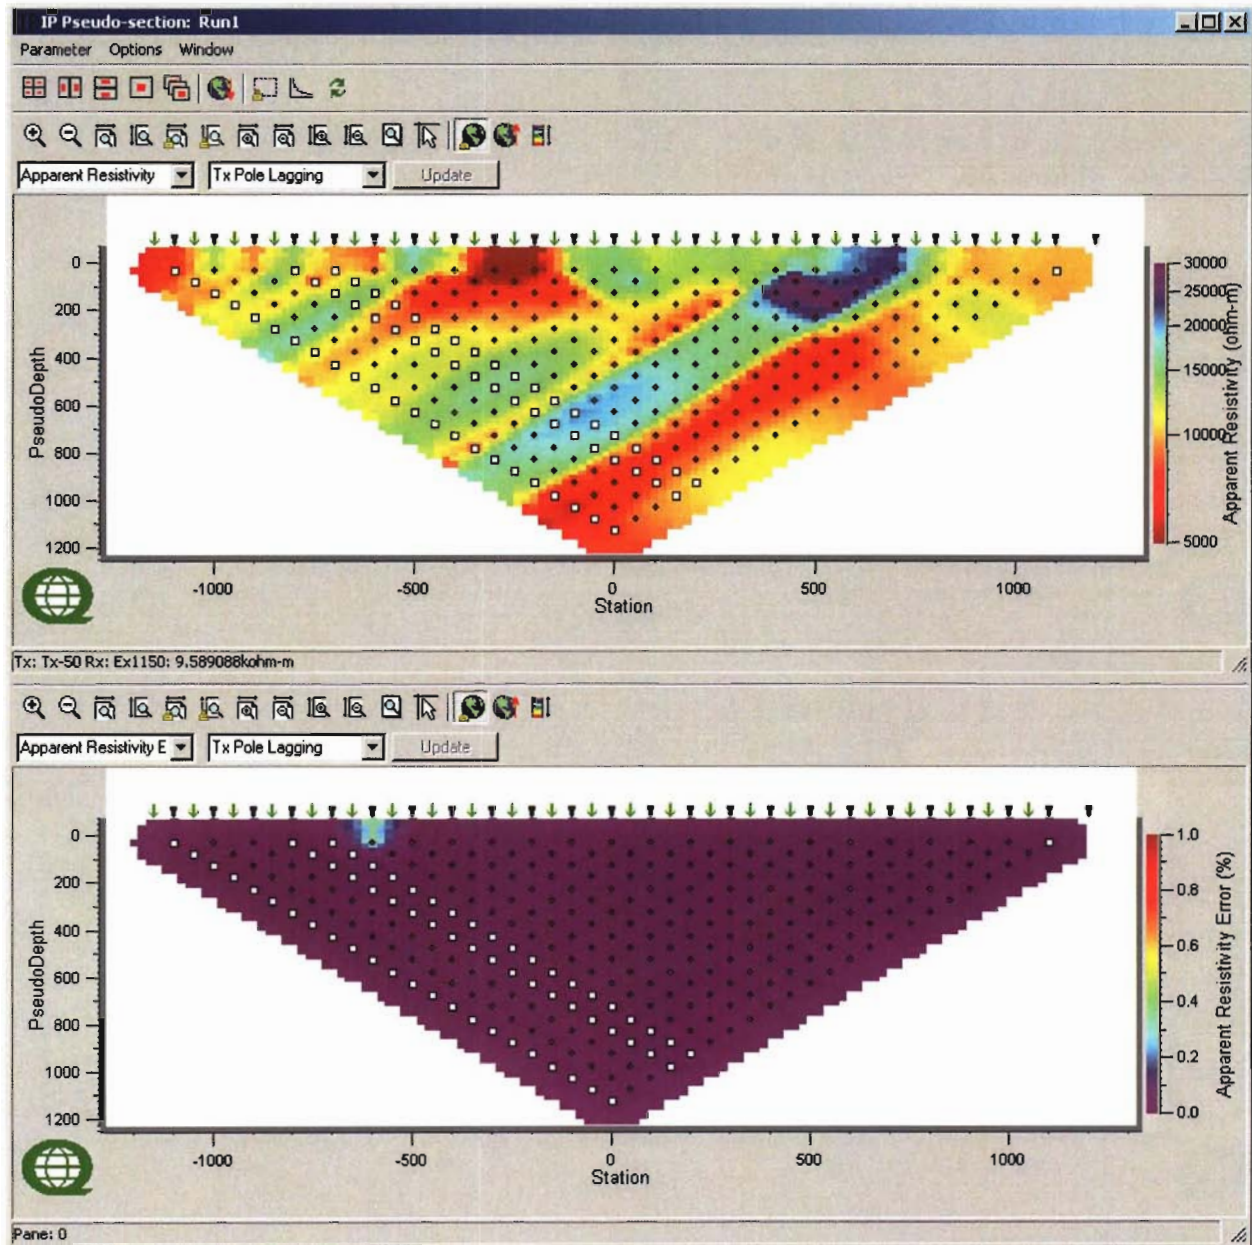 IP Pseudo-section: Run1
Parameter Options Window
Apparent Resistivity Tx Pole Lagging Update
0
200
400
600
800
1000
1200
PseudoDepth
-1000 -500 0 500 1000
Station
30000
25000
20000
15000
10000
5000
Apparent Resistivity (ohm-m)
Tx: Tx-50 Rx: Ex1150: 9.589088kohm-m
Apparent Resistivity E Tx Pole Lagging Update
0
200
400
600
800
1000
1200
PseudoDepth
-1000 -500 0 500 1000
Station
1.0
0.8
0.6
0.4
0.2
0.0
Apparent Resistivity Error (%)
Pane: 0